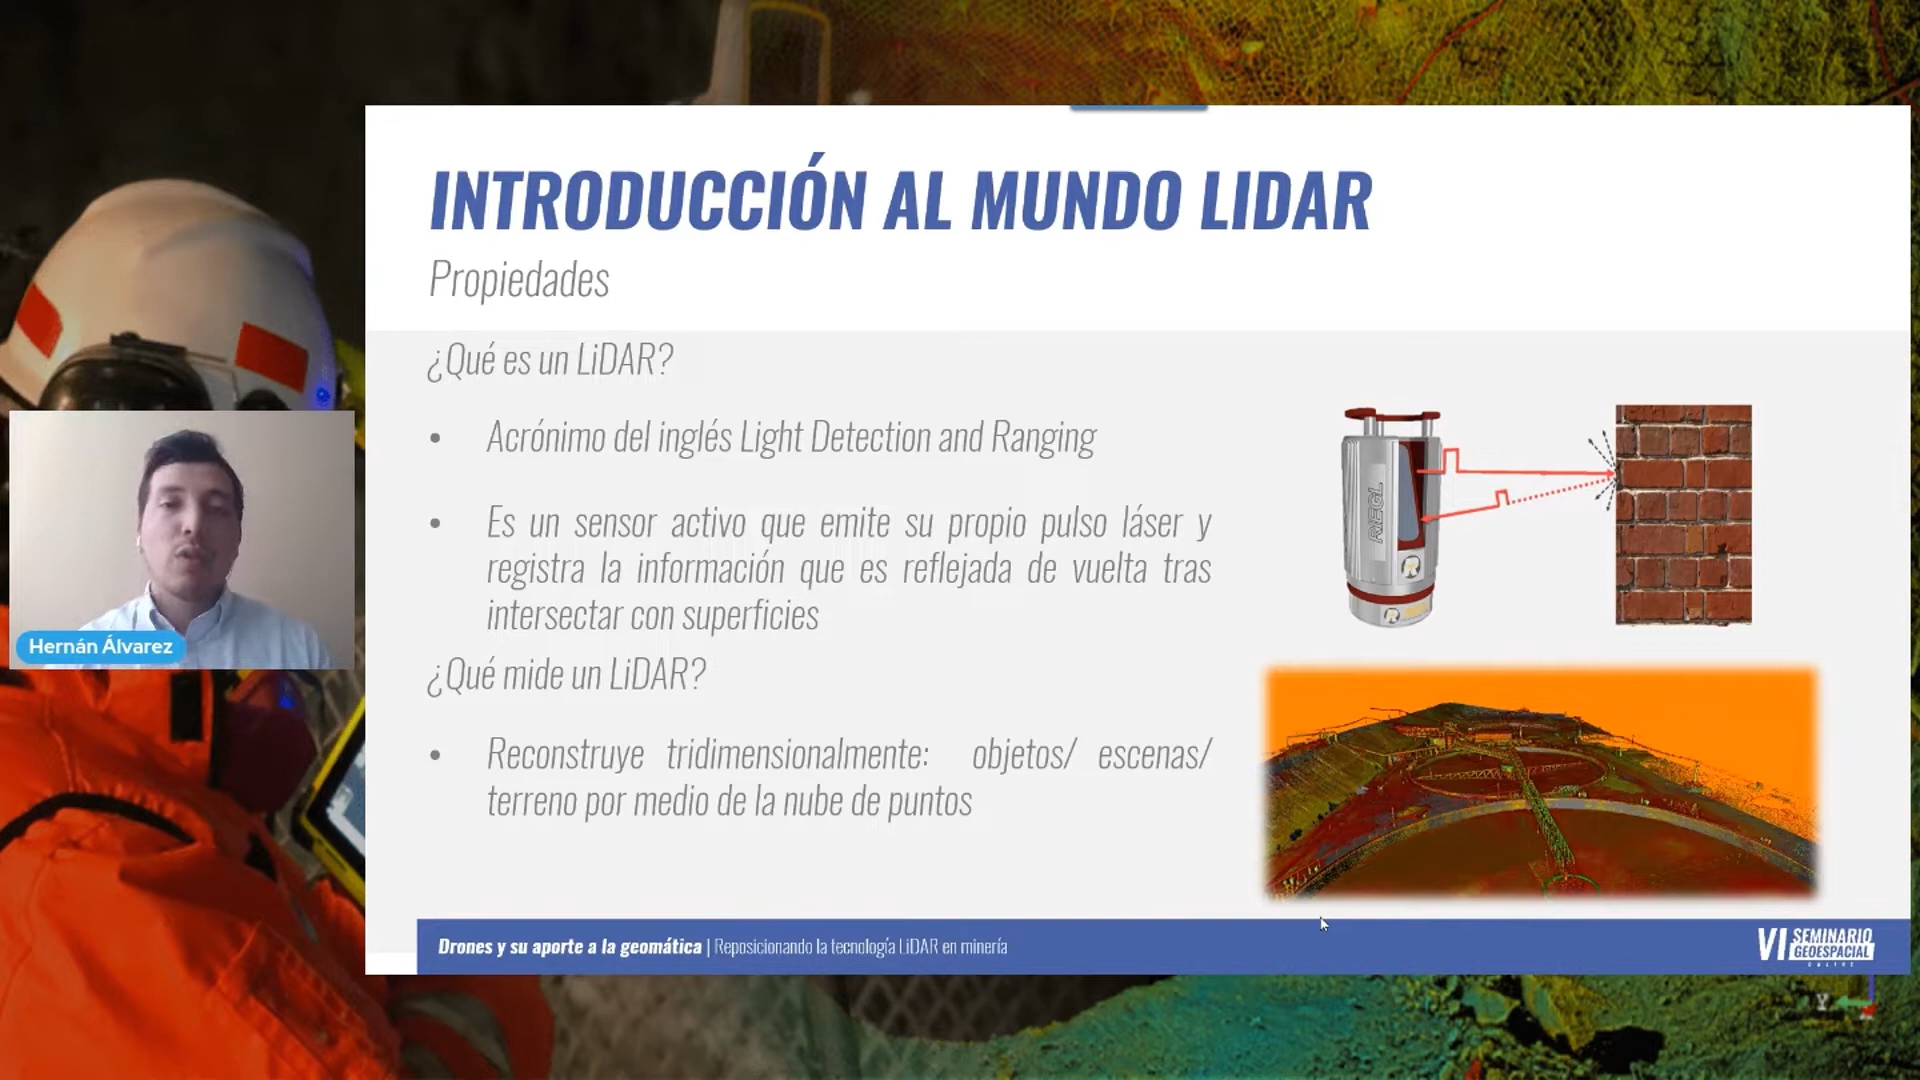 INTRODUCCIÓN AL MUNDO LIDAR
Propiedades
¿Qué es un LiDAR?
• Acrónimo del inglés Light Detection and Ranging
• Es un sensor activo que emite su propio pulso láser y
registra la información que es reflejada de vuelta tras
intersectar con superficies
¿Qué mide un LiDAR?
• Reconstruye tridimensionalmente: objetos/ escenas/
terreno por medio de la nube de puntos
RIEGL
Hernán Álvarez
Drones y su aporte a la geomática | Reposicionando la tecnología LiDAR en minería
VI SEMINARIO
GEOESPACIAL
Y